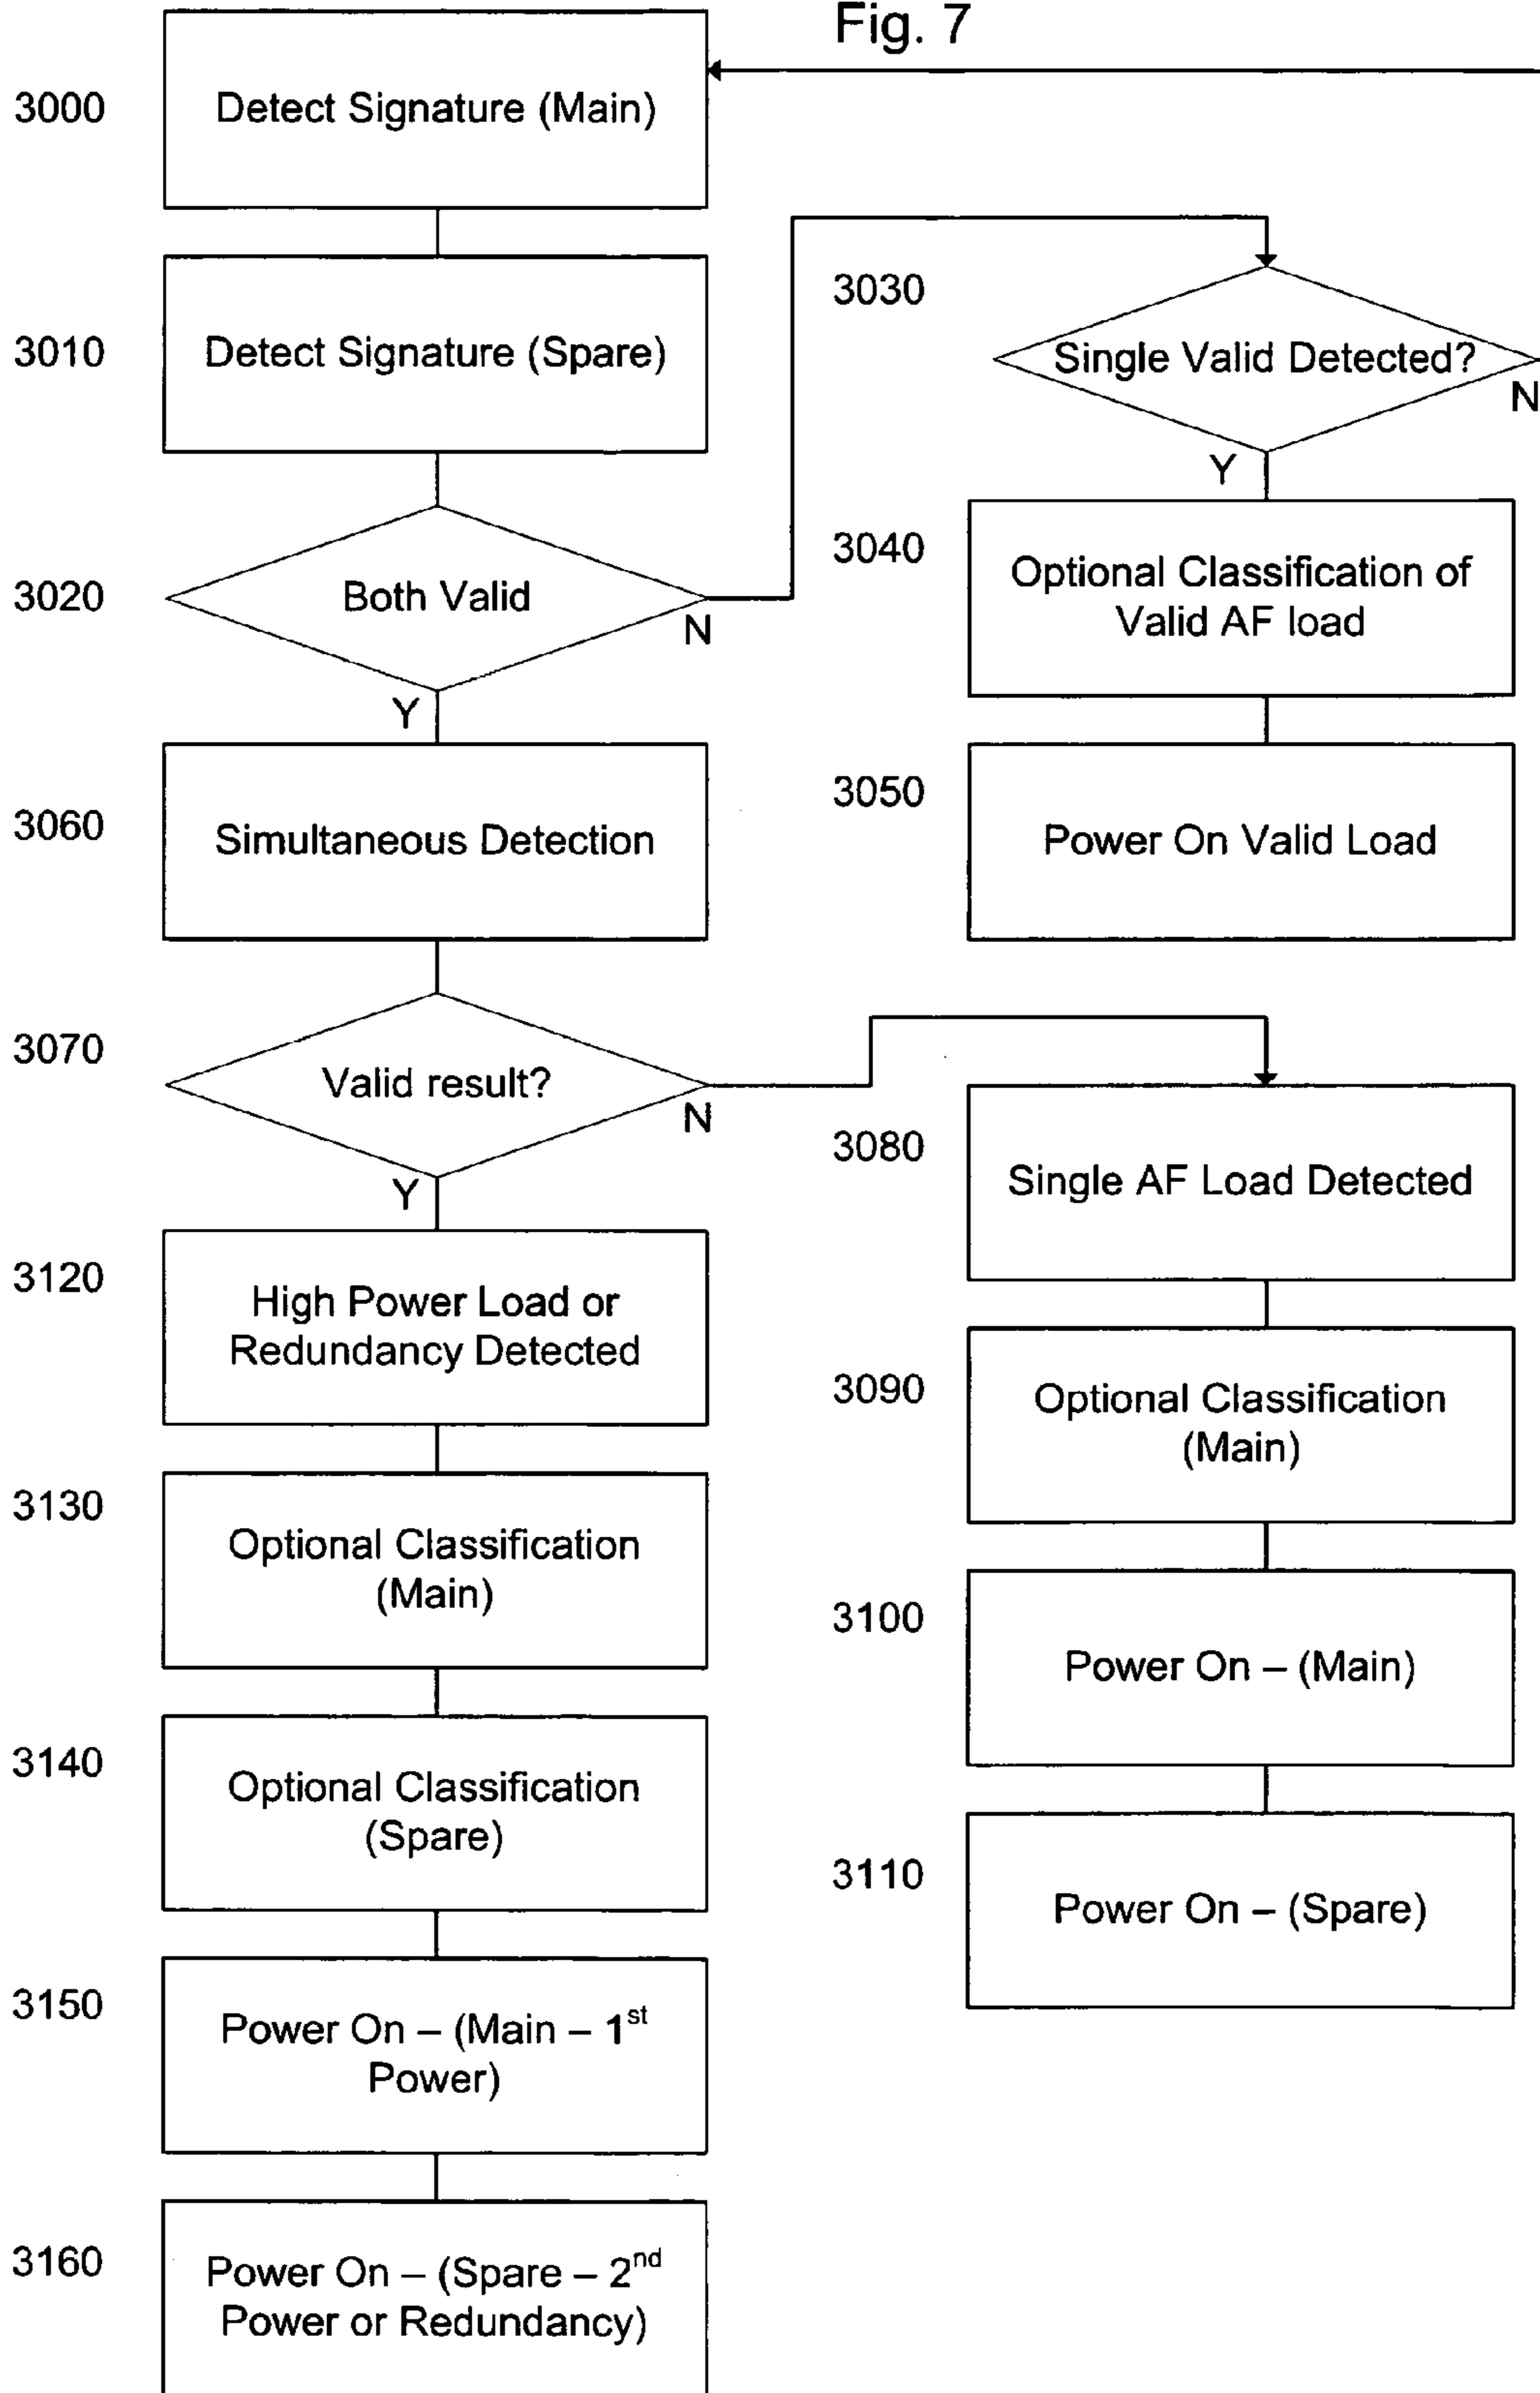 Fig. 7
3000
Detect Signature (Main)
3010
Detect Signature (Spare)
3020
Both Valid
N
Y
3030
Single Valid Detected?
N
Y
3040
Optional Classification of
Valid AF load
3050
Power On Valid Load
3060
Simultaneous Detection
3070
Valid result?
N
Y
3080
Single AF Load Detected
3090
Optional Classification
(Main)
3100
Power On – (Main)
3110
Power On – (Spare)
3120
High Power Load or
Redundancy Detected
3130
Optional Classification
(Main)
3140
Optional Classification
(Spare)
3150
Power On – (Main – 1st
Power)
3160
Power On – (Spare – 2nd
Power or Redundancy)